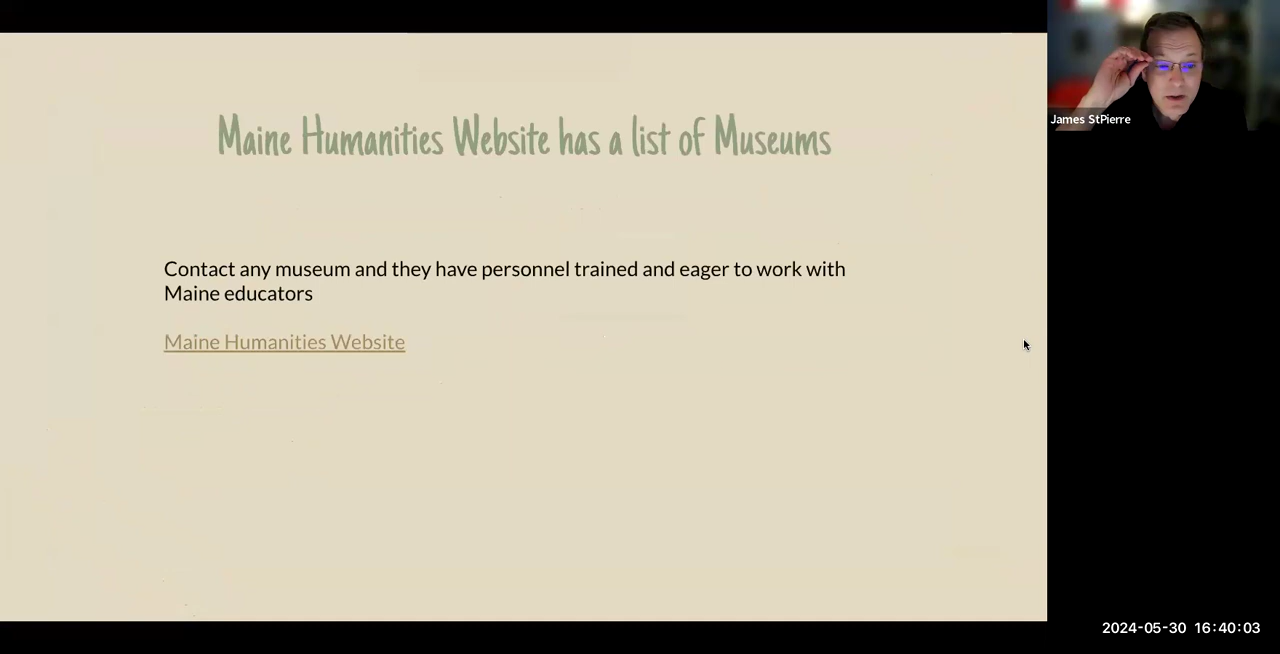 Maine Humanities Website has a list of Museums
Contact any museum and they have personnel trained and eager to work with
Maine educators
Maine Humanities Website
James StPierre
2024-05-30 16:40:03